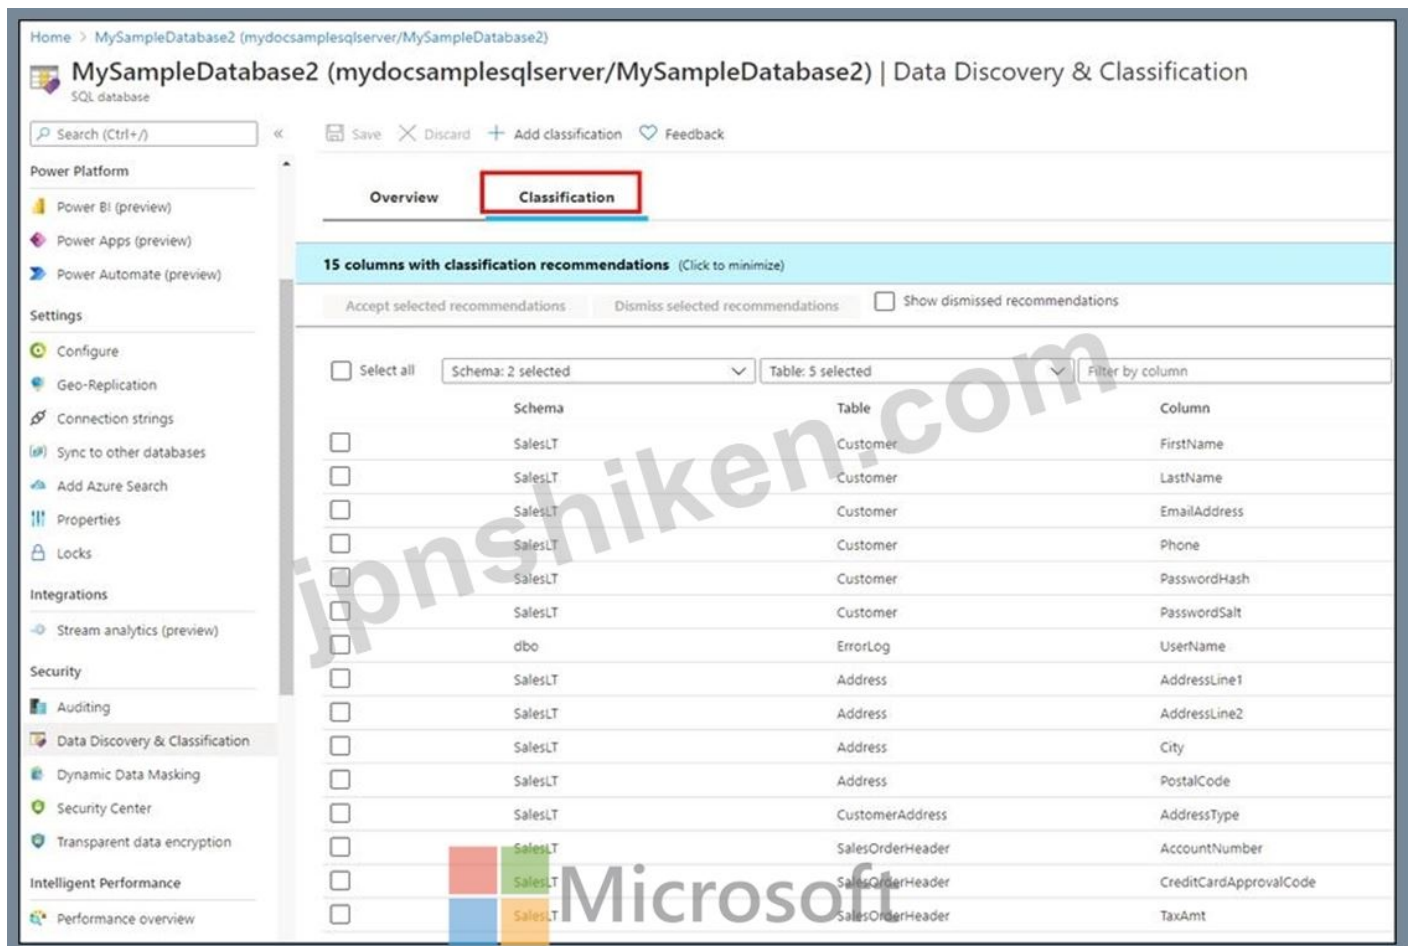 Home > MySampleDatabase2 (mydocsamplesqlserver/MySampleDatabase2)
MySampleDatabase2 (mydocsamplesqlserver/MySampleDatabase2) | Data Discovery & Classification
SQL database
Search (Ctrl+/)
«
Save Discard + Add classification Feedback
Power Platform
Power BI (preview)
Power Apps (preview)
Power Automate (preview)
Settings
Configure
Geo-Replication
Connection strings
Sync to other databases
Add Azure Search
Properties
Locks
Integrations
Stream analytics (preview)
Security
Auditing
Data Discovery & Classification
Dynamic Data Masking
Security Center
Transparent data encryption
Intelligent Performance
Performance overview
Overview Classification
15 columns with classification recommendations (Click to minimize)
Accept selected recommendations Dismiss selected recommendations Show dismissed recommendations
Select all Schema: 2 selected Table: 5 selected Filter by column
Schema Table Column
SalesLT Customer FirstName
SalesLT Customer LastName
SalesLT Customer EmailAddress
SalesLT Customer Phone
SalesLT Customer PasswordHash
SalesLT Customer PasswordSalt
dbo ErrorLog UserName
SalesLT Address AddressLine1
SalesLT Address AddressLine2
SalesLT Address City
SalesLT Address PostalCode
SalesLT CustomerAddress AddressType
SalesLT SalesOrderHeader AccountNumber
SalesLT SalesOrderHeader CreditCardApprovalCode
SalesLT SalesOrderHeader TaxAmt
jpnshiken.com
Microsoft